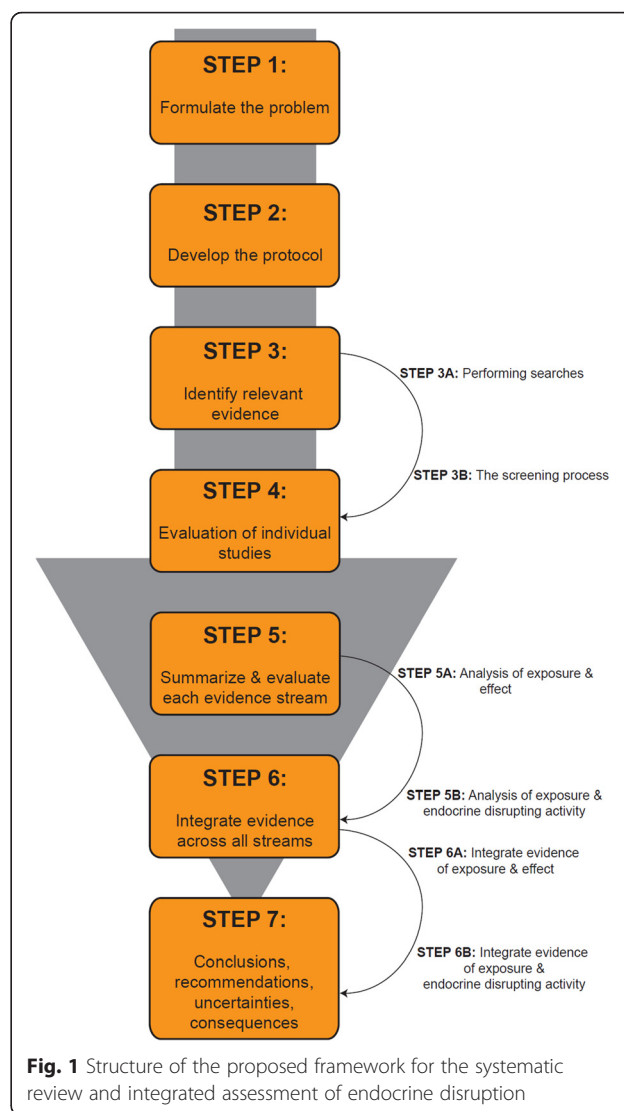 STEP 1:
Formulate the problem
STEP 2:
Develop the protocol
STEP 3:
Identify relevant
evidence
STEP 3A: Performing searches
STEP 3B: The screening process
STEP 4:
Evaluation of individual
studies
STEP 5:
Summarize & evaluate
each evidence stream
STEP 5A: Analysis of exposure &
effect
STEP 5B: Analysis of exposure &
endocrine disrupting activity
STEP 6:
Integrate evidence
across all streams
STEP 6A: Integrate evidence
of exposure & effect
STEP 6B: Integrate evidence
of exposure &
endocrine disrupting activity
STEP 7:
Conclusions,
recommendations,
uncertainties,
consequences
Fig. 1 Structure of the proposed framework for the systematic
review and integrated assessment of endocrine disruption